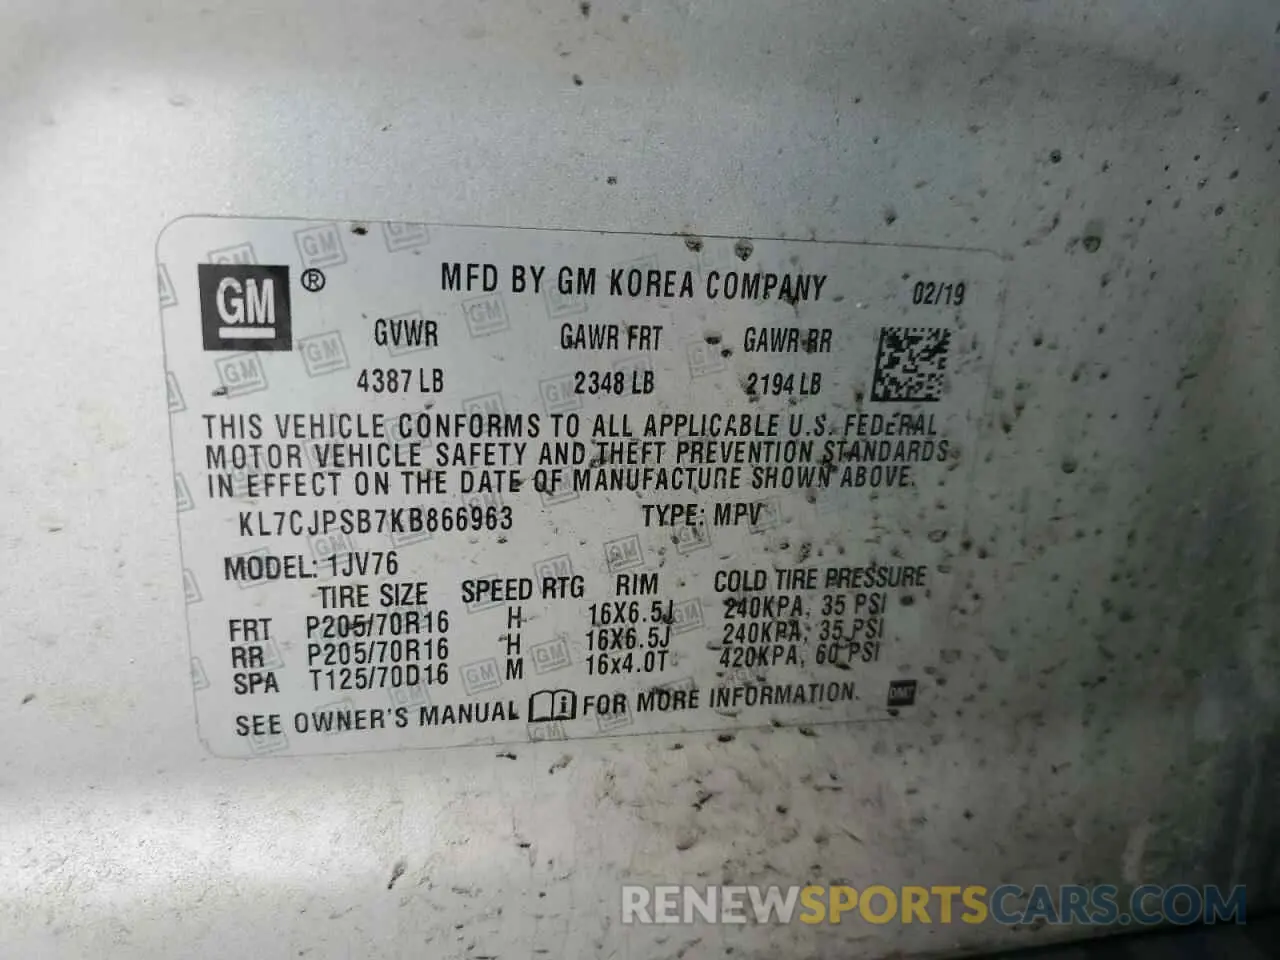 GM ® MFD BY GM KOREA COMPANY 02/19
GVWR GAWR FRT GAWR RR
4387 LB 2348 LB 2194 LB
THIS VEHICLE CONFORMS TO ALL APPLICABLE U.S. FEDERAL
MOTOR VEHICLE SAFETY AND THEFT PREVENTION STANDARDS
IN EFFECT ON THE DATE OF MANUFACTURE SHOWN ABOVE.
KL7CJPSB7KB866963 TYPE: MPV
MODEL: 1JV76
TIRE SIZE SPEED RTG RIM COLD TIRE PRESSURE
FRT P205/70R16 H 16X6.5J 240KPA, 35 PSI
RR P205/70R16 H 16X6.5J 240KPA, 35 PSI
SPA T125/70D16 M 16x4.0T 420KPA, 60 PSI
SEE OWNER'S MANUAL FOR MORE INFORMATION.
RENEWSPORTSCARS.COM